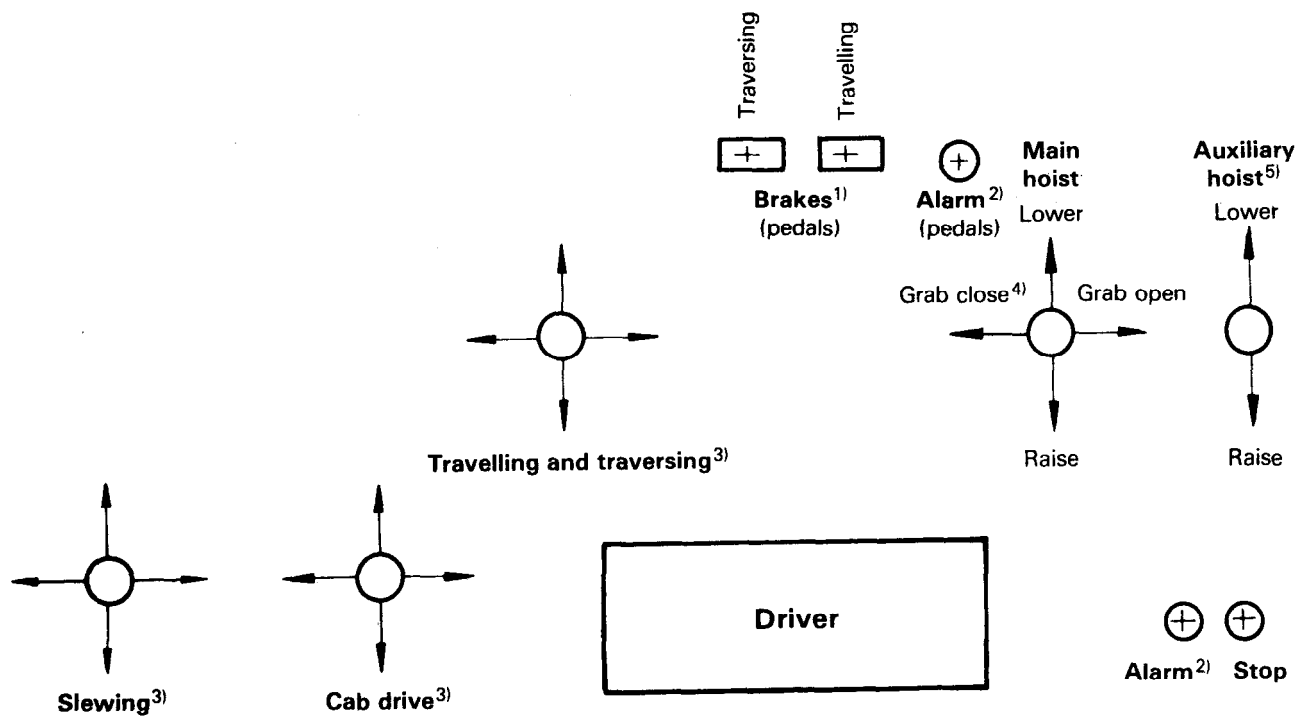 Traversing
Travelling
Brakes1)
(pedals)
Alarm2)
(pedals)
Main
hoist
Lower
Auxiliary
hoist5)
Lower
Grab close4)
Grab open
Travelling and traversing3)
Raise
Raise
Driver
Slewing3)
Cab drive3)
Alarm2)
Stop